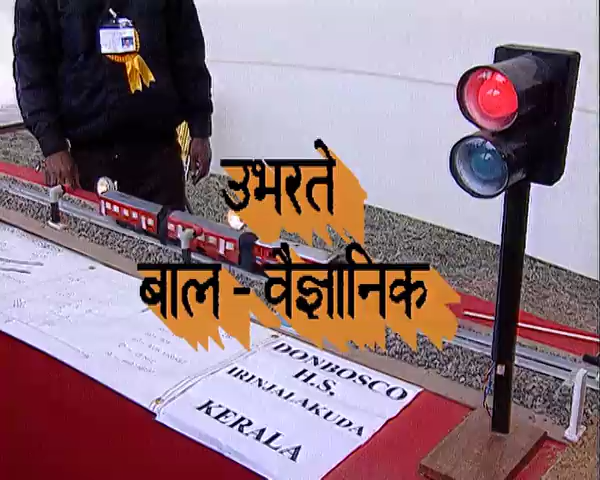 उभरते
बाल - वैज्ञानिक
DONBOSCO
H.S,
IRINJALAKUDA
KERALA